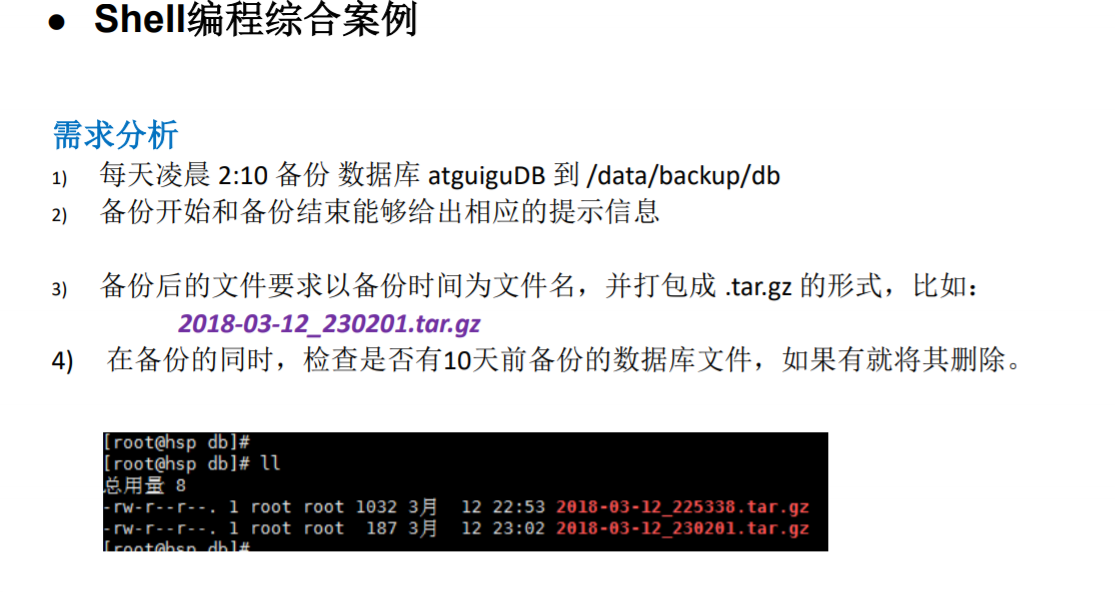 ● Shell编程综合案例
需求分析
1) 每天凌晨 2:10 备份 数据库 atguiguDB 到 /data/backup/db
2) 备份开始和备份结束能够给出相应的提示信息
3) 备份后的文件要求以备份时间为文件名，并打包成 .tar.gz 的形式，比如：
2018-03-12_230201.tar.gz
4) 在备份的同时，检查是否有10天前备份的数据库文件，如果有就将其删除。
[root@hsp db]#
[root@hsp db]# ll
总用量 8
-rw-r--r--. 1 root root 1032 3月 12 22:53 2018-03-12_225338.tar.gz
-rw-r--r--. 1 root root 187 3月 12 23:02 2018-03-12_230201.tar.gz
[root@hsp db]#